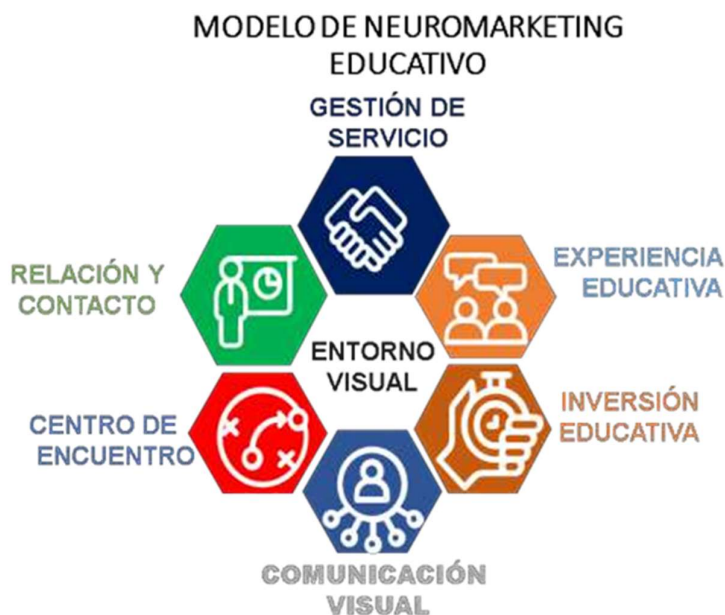 MODELO DE NEUROMARKETING
EDUCATIVO
GESTIÓN DE
SERVICIO
EXPERIENCIA
EDUCATIVA
RELACIÓN Y
CONTACTO
ENTORNO
VISUAL
INVERSIÓN
EDUCATIVA
CENTRO DE
ENCUENTRO
COMUNICACIÓN
VISUAL